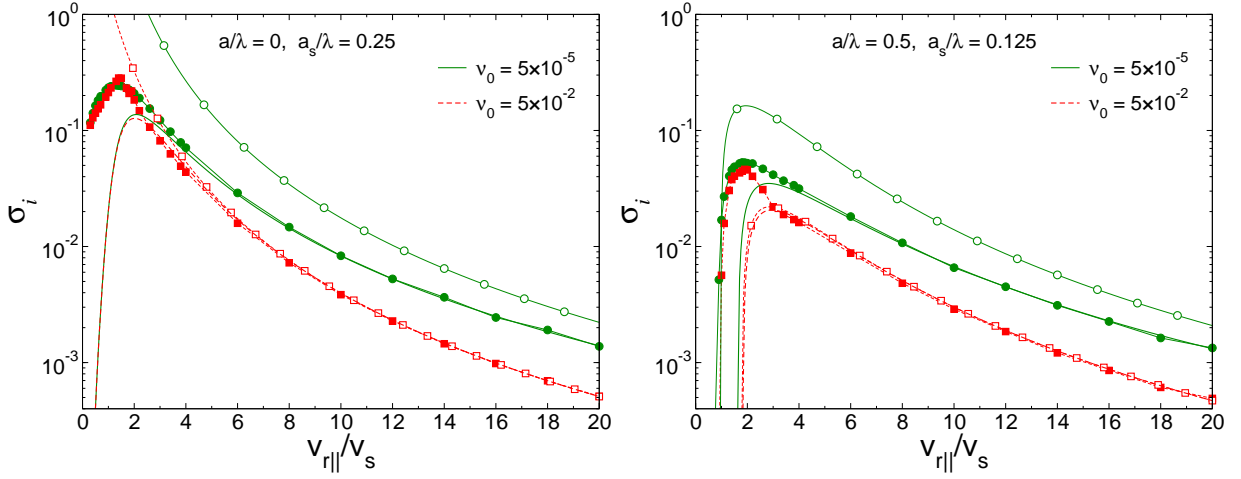 a/λ = 0,  a_s/λ = 0.25
ν_0 = 5×10^-5
ν_0 = 5×10^-2
σ_i
10^0
10^-1
10^-2
10^-3
0 2 4 6 8 10 12 14 16 18 20
v_r||/v_s
a/λ = 0.5,  a_s/λ = 0.125
ν_0 = 5×10^-5
ν_0 = 5×10^-2
σ_i
10^0
10^-1
10^-2
10^-3
0 2 4 6 8 10 12 14 16 18 20
v_r||/v_s